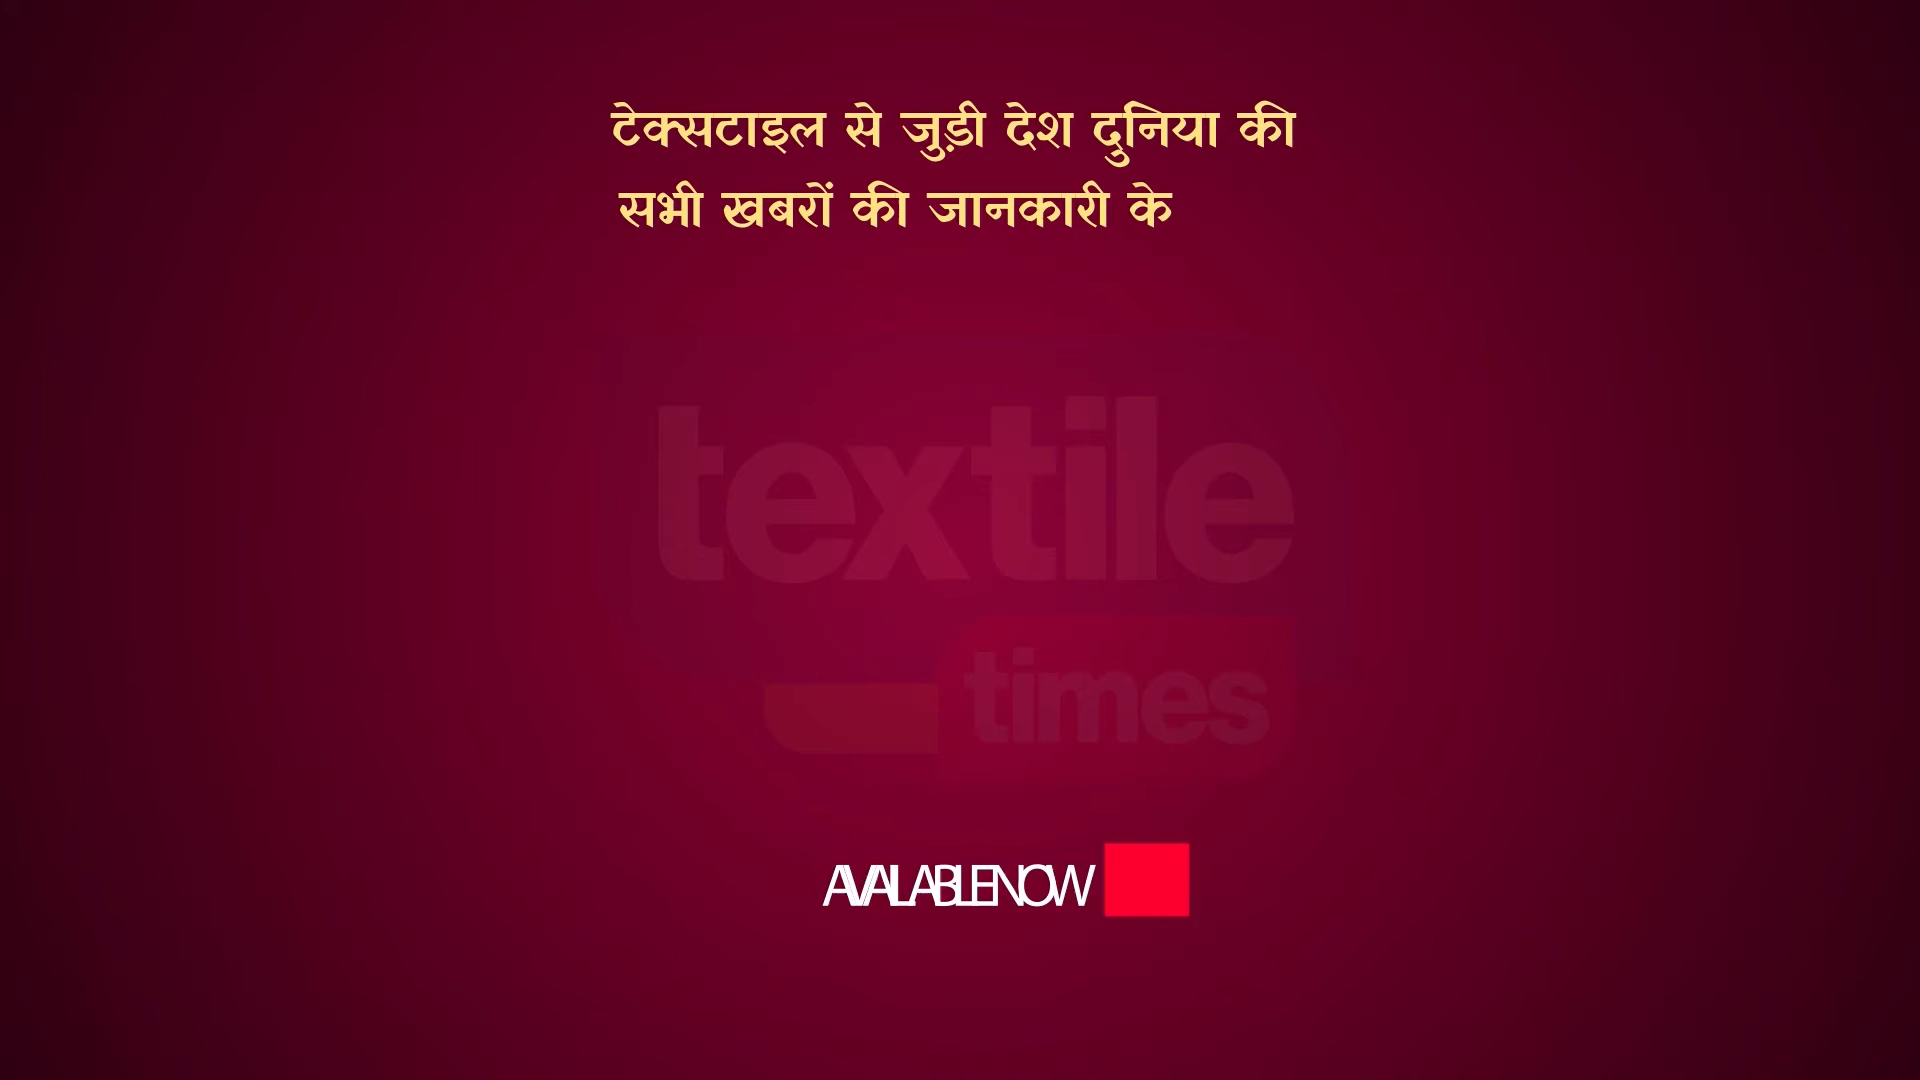 टेक्सटाइल से जुड़ी देश दुनिया की
सभी खबरों की जानकारी के
textile
times
AVAILABLE NOW